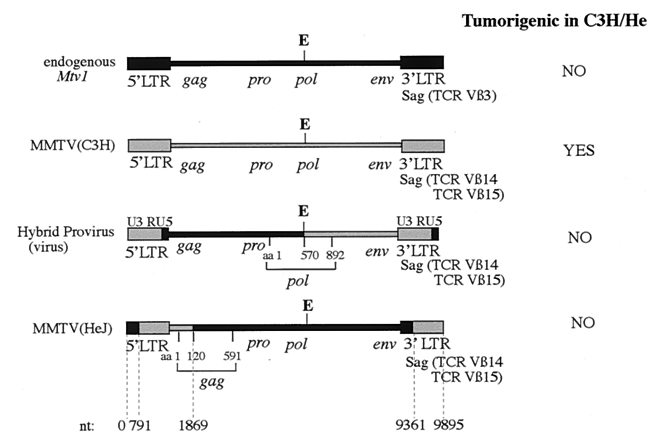 Tumorigenic in C3H/He
E
endogenous
Mtv1
5'LTR gag pro pol env 3'LTR
Sag (TCR Vß3)
NO
E
MMTV(C3H)
5'LTR gag pro pol env 3'LTR
Sag (TCR Vß14
TCR Vß15)
YES
E
U3 RU5 U3 RU5
Hybrid Provirus
(virus)
5'LTR gag pro aa 1 570 892 env 3'LTR
pol
Sag (TCR Vß14
TCR Vß15)
NO
E
MMTV(HeJ)
5'LTR pro pol env 3' LTR
aa 1 120 591
gag
Sag (TCR Vß14
TCR Vß15)
NO
nt: 0 791 1869 9361 9895